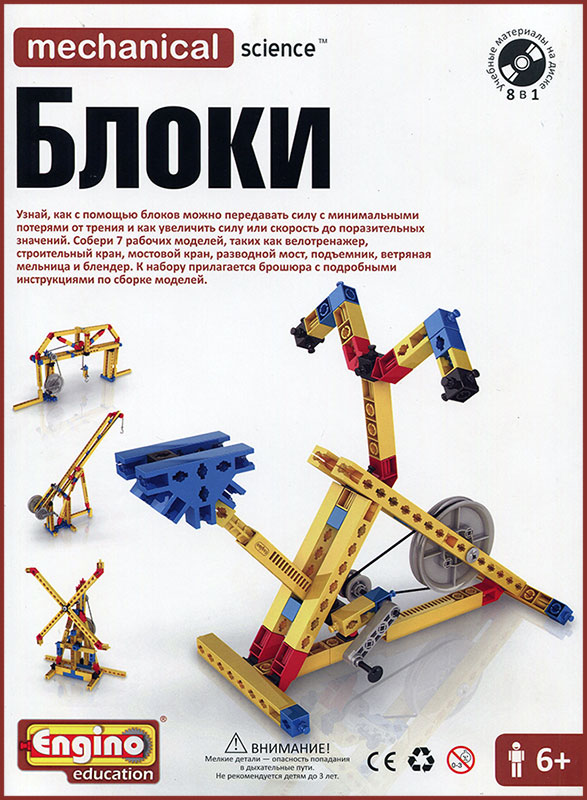 mechanical science™
Учебные материалы на диске
8 в 1
Блоки
Узнай, как с помощью блоков можно передавать силу с минимальными
потерями от трения и как увеличить силу или скорость до поразительных
значений. Собери 7 рабочих моделей, таких как велотренажер,
строительный кран, мостовой кран, разводной мост, подъемник, ветряная
мельница и блендер. К набору прилагается брошюра с подробными
инструкциями по сборке моделей.
Engino®
education
ВНИМАНИЕ!
Мелкие детали — опасность попадания
в дыхательные пути.
Не рекомендуется детям до 3 лет.
CE
0-3
6+